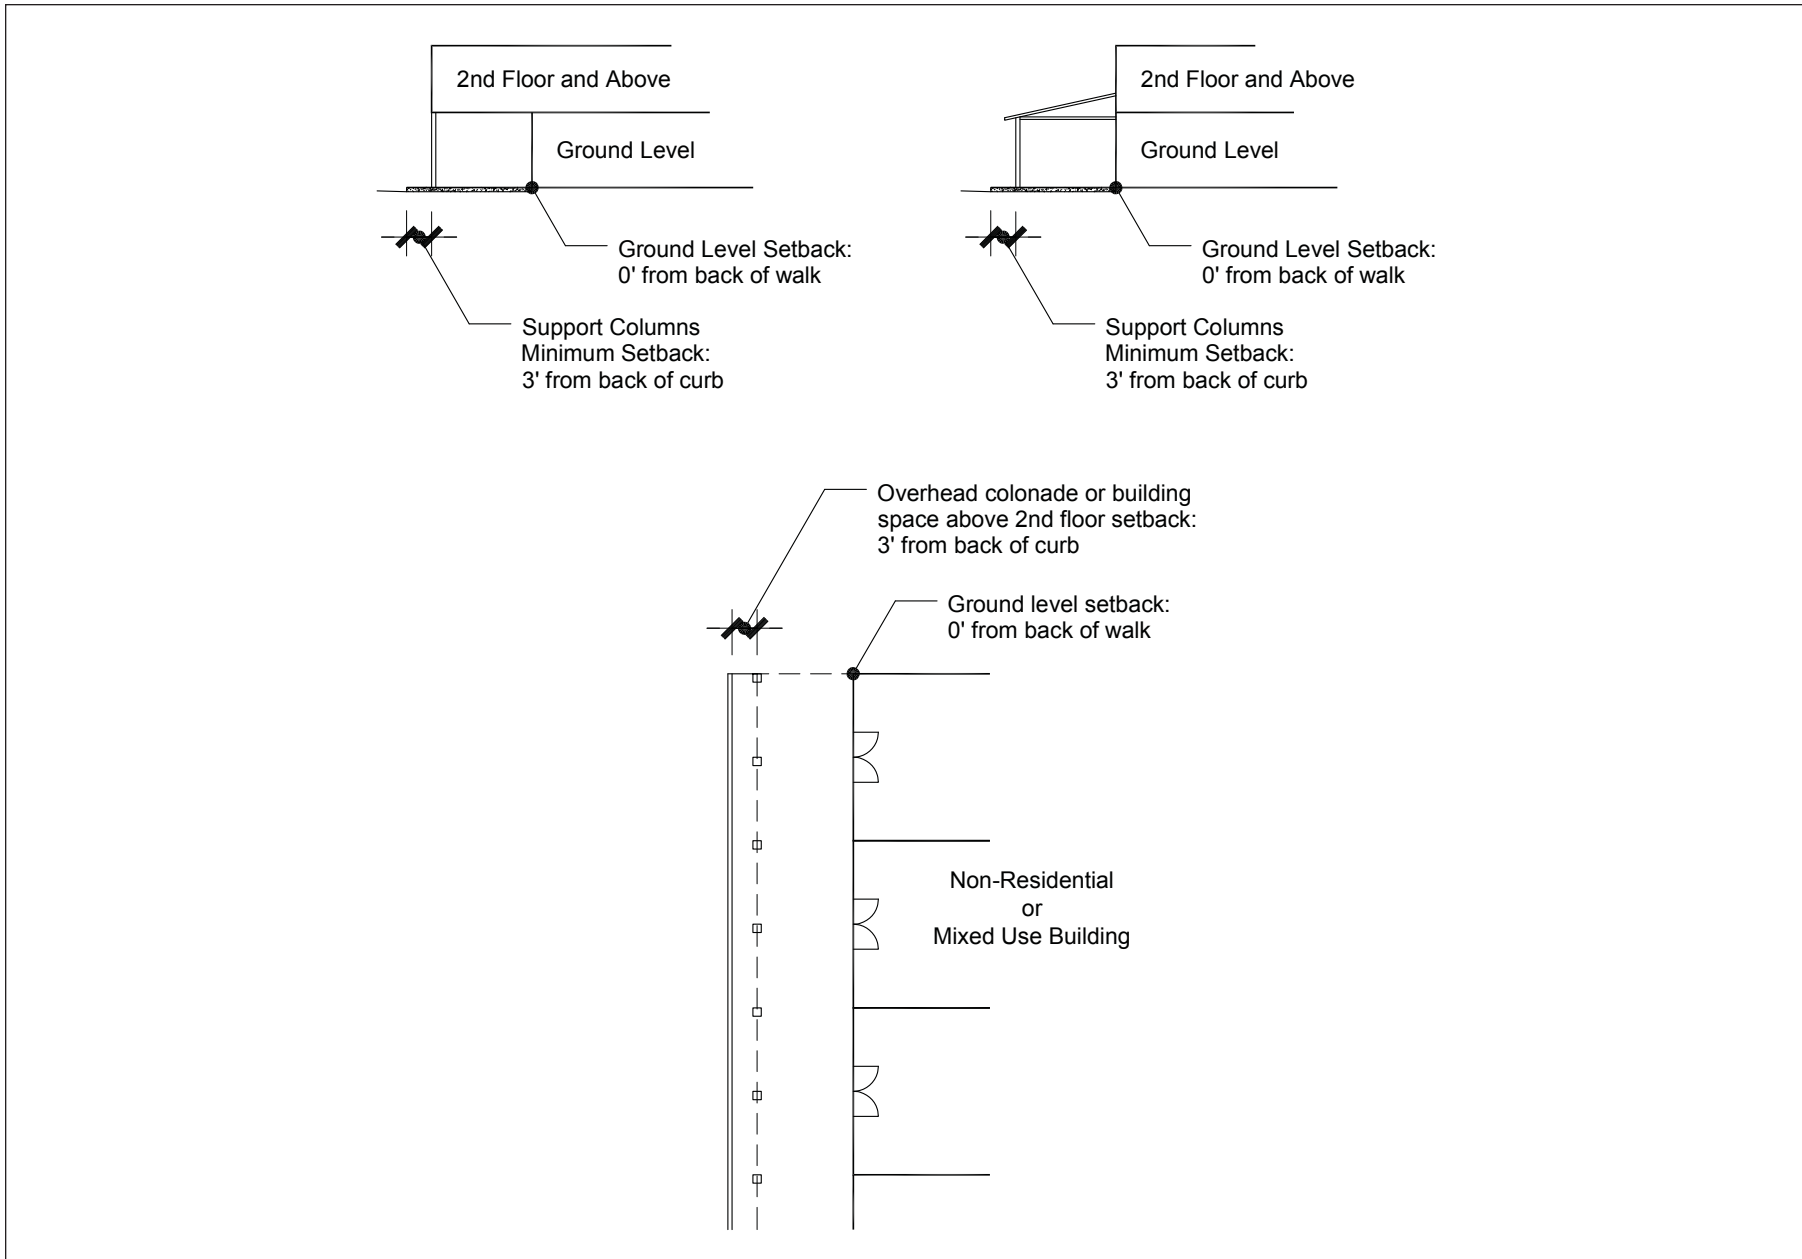 2nd Floor and Above
Ground Level
Ground Level Setback:
0' from back of walk
Support Columns
Minimum Setback:
3' from back of curb
2nd Floor and Above
Ground Level
Ground Level Setback:
0' from back of walk
Support Columns
Minimum Setback:
3' from back of curb
Overhead colonade or building
space above 2nd floor setback:
3' from back of curb
Ground level setback:
0' from back of walk
Non-Residential
or
Mixed Use Building